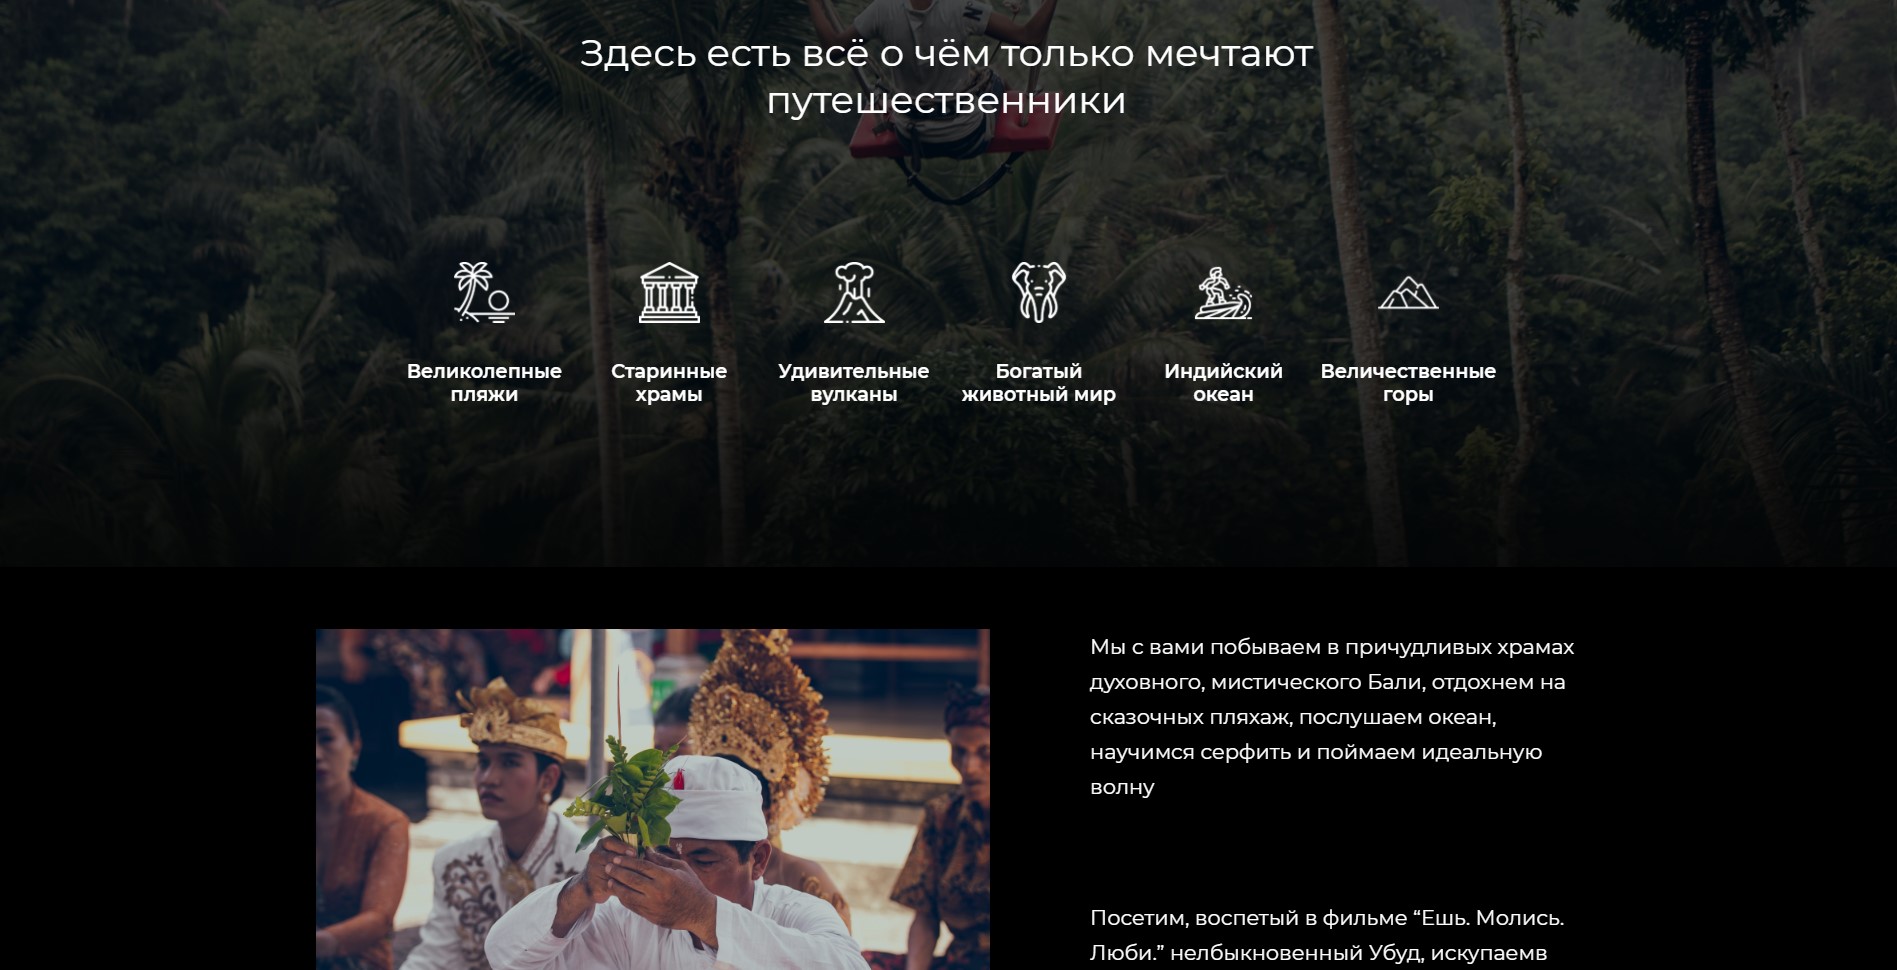 Здесь есть всё о чём только мечтают
путешественники
Великолепные
пляжи
Старинные
храмы
Удивительные
вулканы
Богатый
животный мир
Индийский
океан
Величественные
горы
Мы с вами побываем в причудливых храмах
духовного, мистического Бали, отдохнем на
сказочных пляхаж, послушаем океан,
научимся серфить и поймаем идеальную
волну
Посетим, воспетый в фильме “Ешь. Молись.
Люби.” нелбыкновенный Убуд, искупаемв